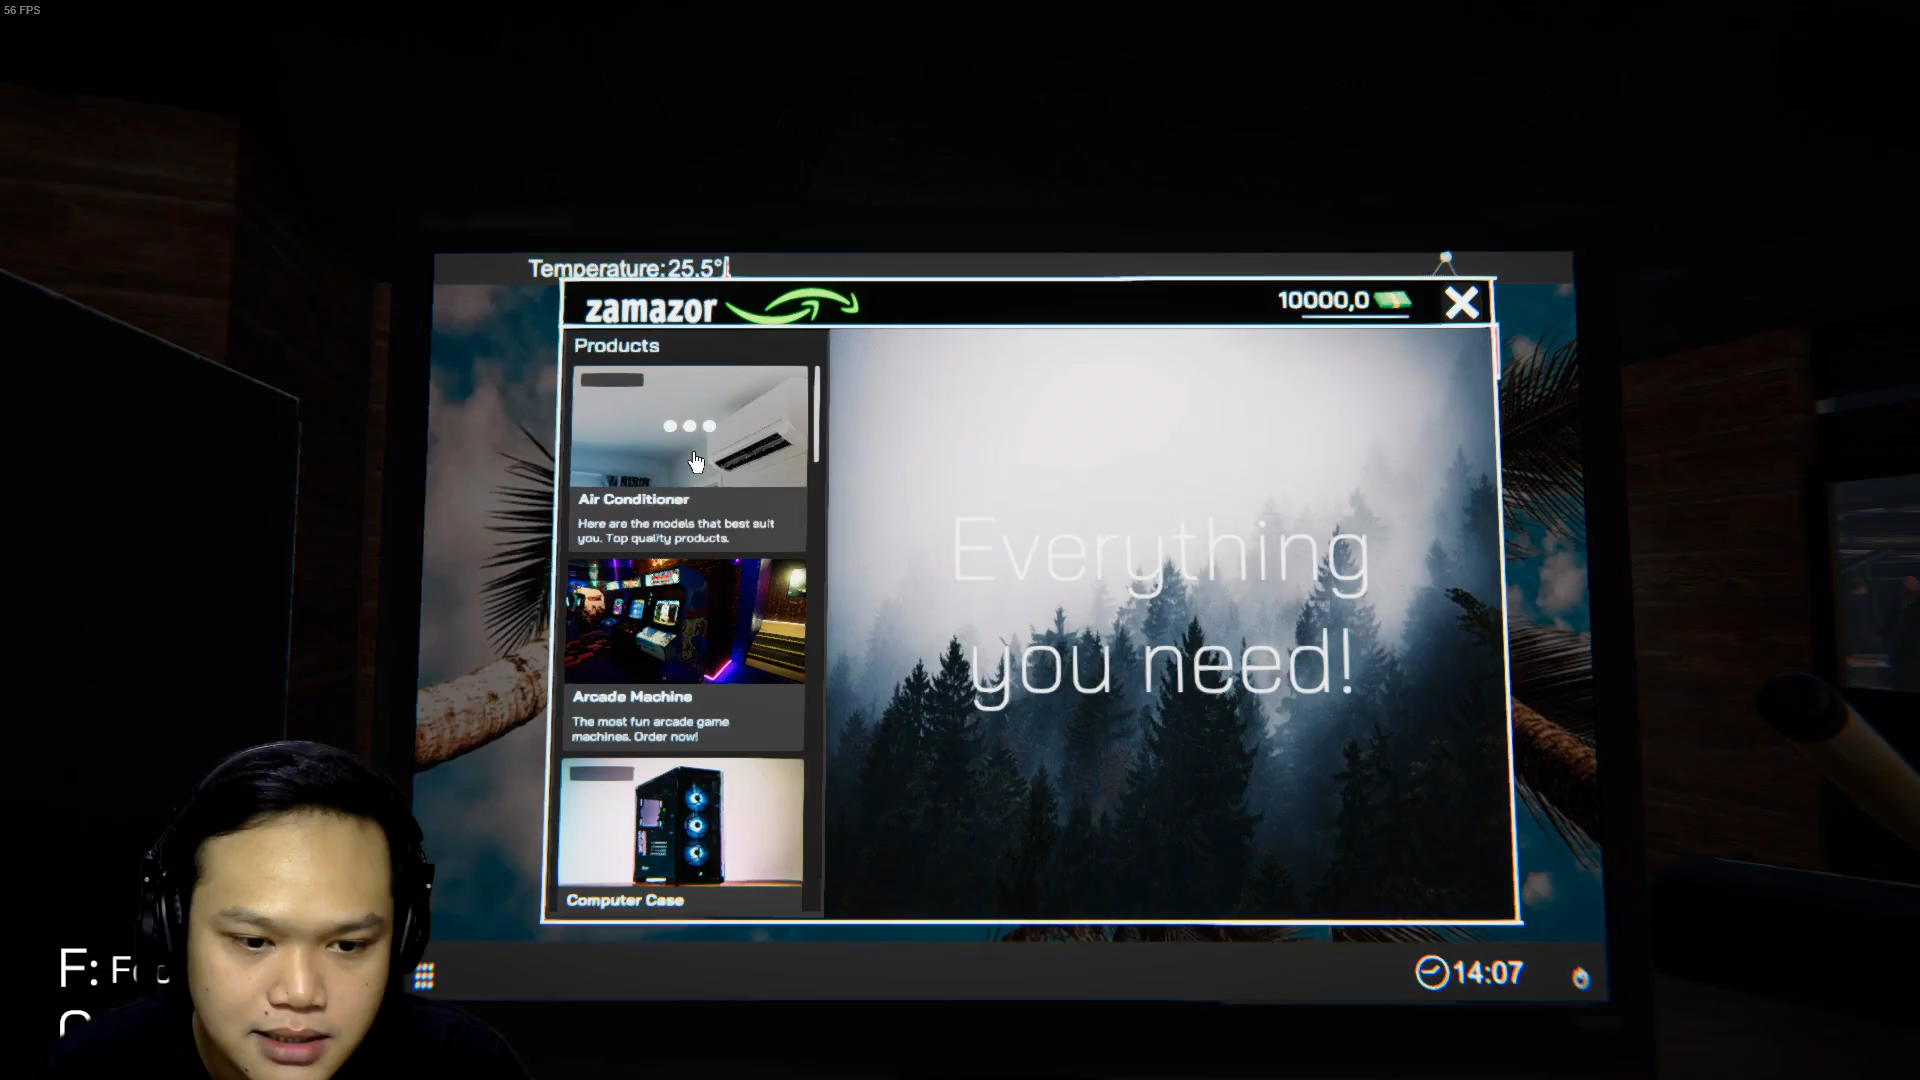 56 FPS
Temperature:25.5°
zamazor
10000,0
Products
Air Conditioner
Here are the models that best suit
you. Top quality products.
Arcade Machine
The most fun arcade game
machines. Order now!
Computer Case
Everything
you need!
F:
14:07